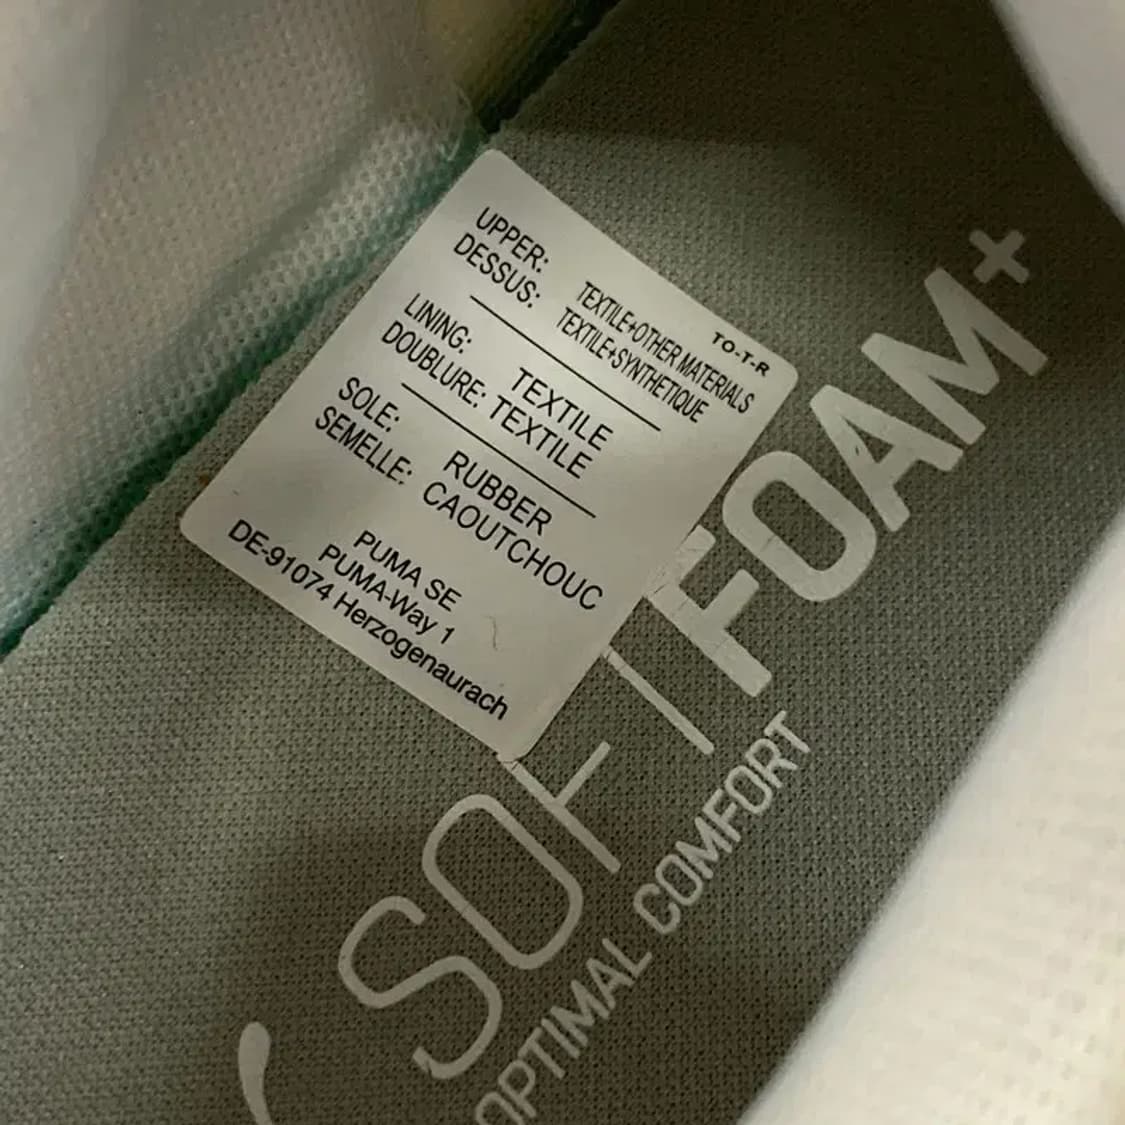 TO-T-R
UPPER: TEXTILE+OTHER MATERIALS
DESSUS: TEXTILE+SYNTHETIQUE
LINING: TEXTILE
DOUBLURE: TEXTILE
SOLE: RUBBER
SEMELLE: CAOUTCHOUC
PUMA SE
PUMA-Way 1
DE-91074 Herzogenaurach
SOFTFOAM+
OPTIMAL COMFORT